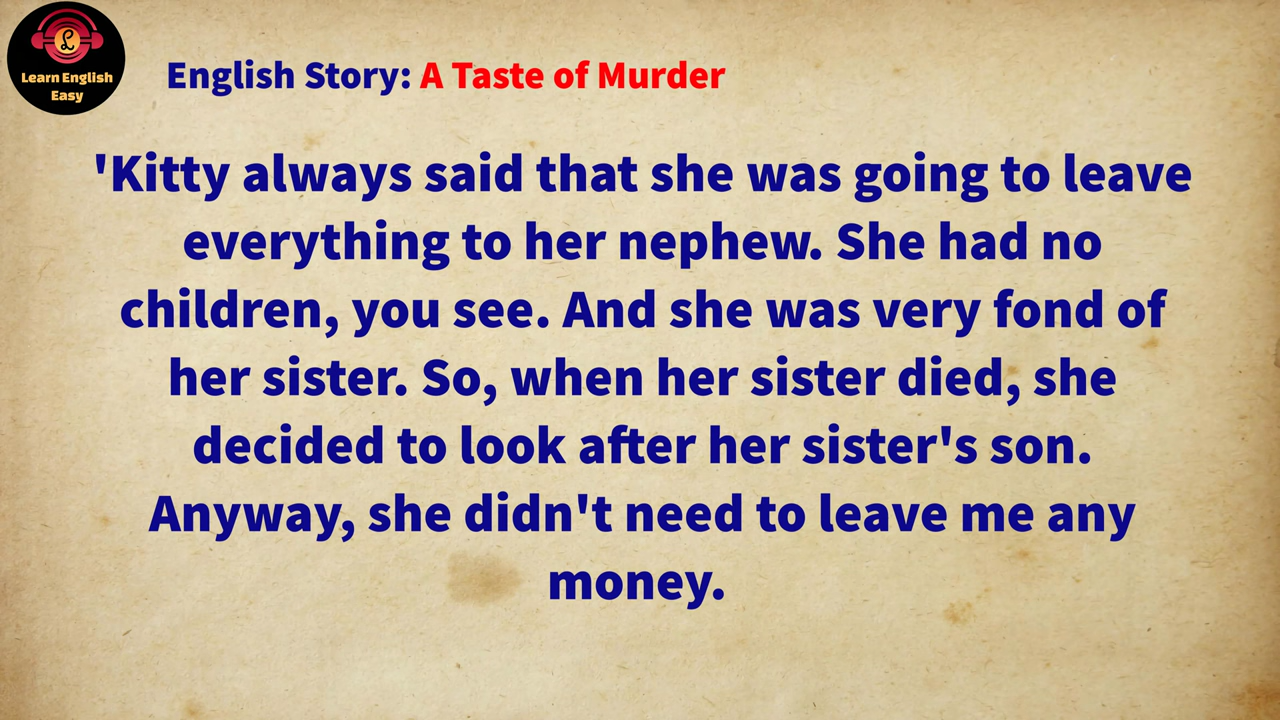 Learn English
Easy
English Story: A Taste of Murder
'Kitty always said that she was going to leave
everything to her nephew. She had no
children, you see. And she was very fond of
her sister. So, when her sister died, she
decided to look after her sister's son.
Anyway, she didn't need to leave me any
money.